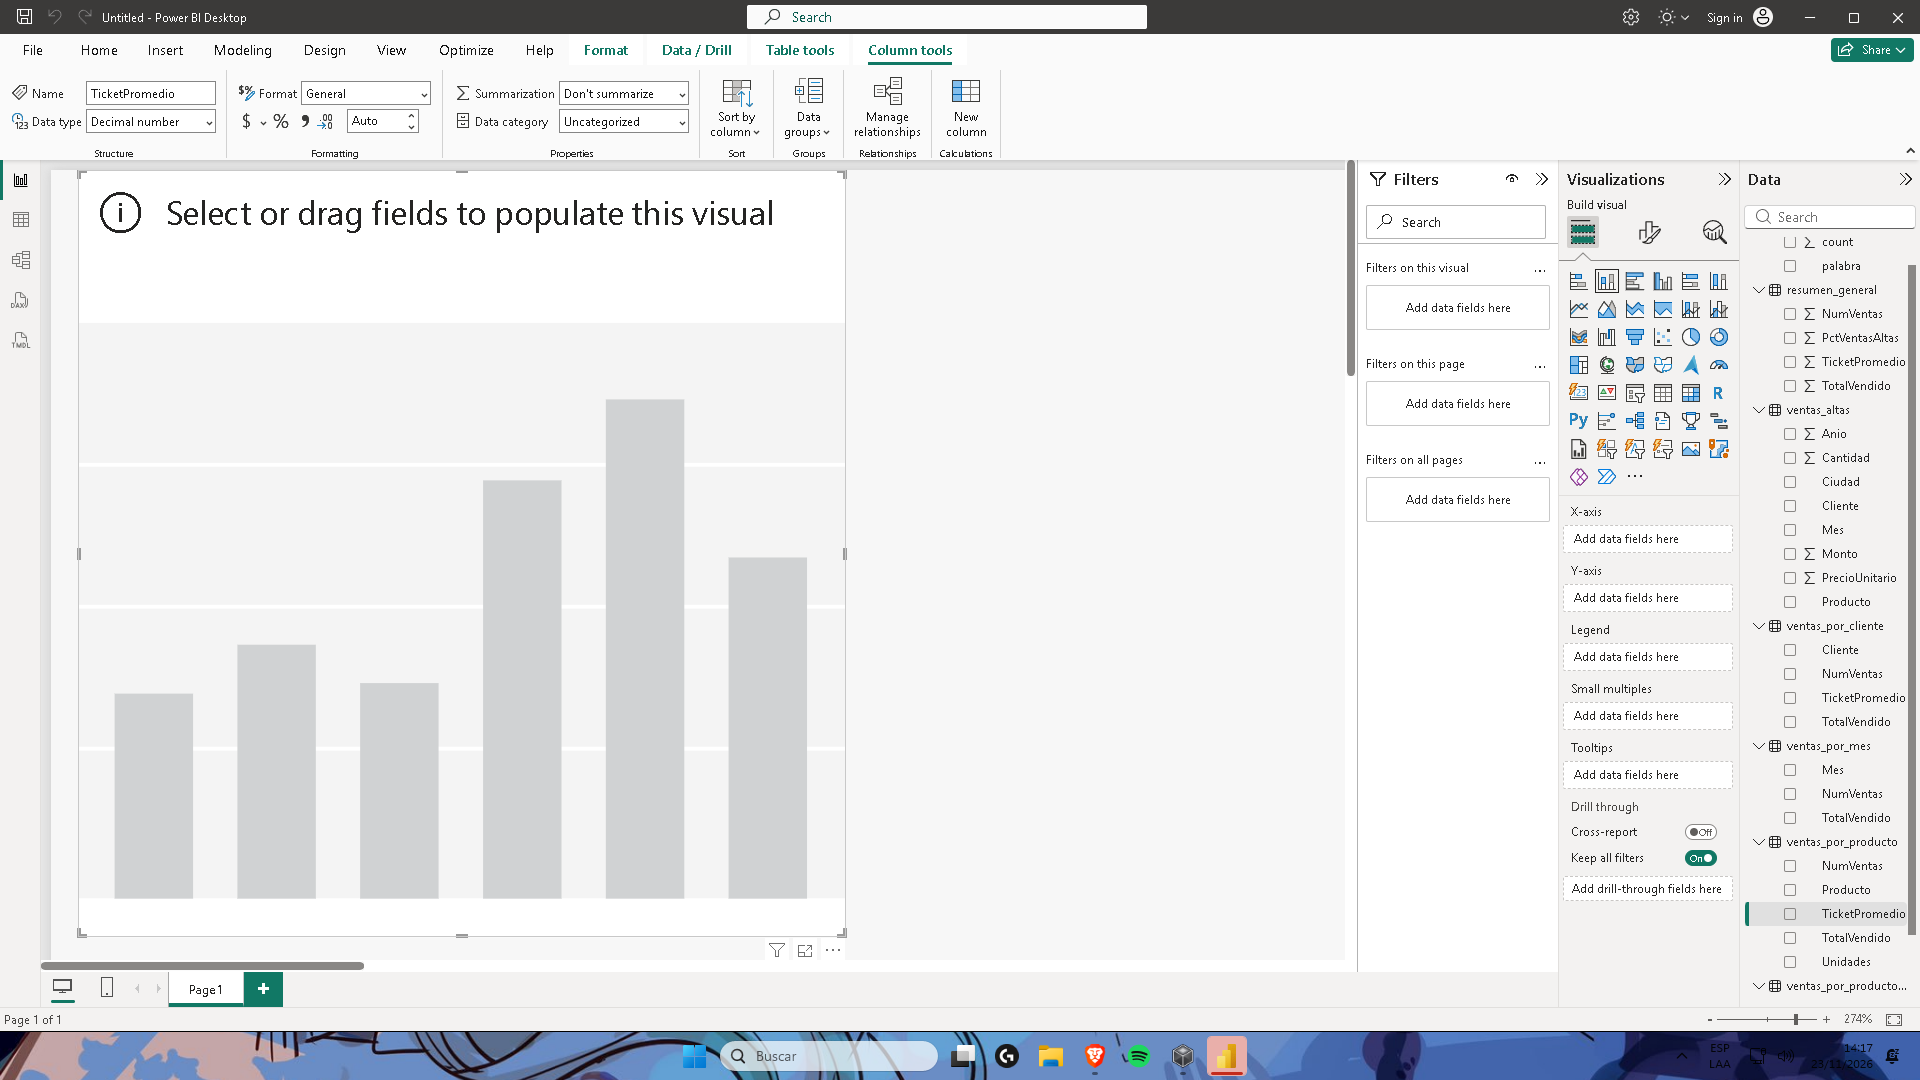 Untitled - Power BI Desktop
Search
Sign in
File
Home
Insert
Modeling
Design
View
Optimize
Help
Format
Data / Drill
Table tools
Column tools
Share
Name
TicketPromedio
Data type
Decimal number
Structure
Format
General
$
%
Auto
Formatting
Summarization
Don't summarize
Data category
Uncategorized
Properties
Sort by
column
Sort
Data
groups
Groups
Manage
relationships
Relationships
New
column
Calculations
DAX
TMDL
Select or drag fields to populate this visual
Filters
Search
Filters on this visual
Add data fields here
Filters on this page
Add data fields here
Filters on all pages
Add data fields here
Visualizations
Build visual
123
R
Py
X-axis
Add data fields here
Y-axis
Add data fields here
Legend
Add data fields here
Small multiples
Add data fields here
Tooltips
Add data fields here
Drill through
Cross-report
Off
Keep all filters
On
Add drill-through fields here
Data
Search
count
palabra
resumen_general
NumVentas
PctVentasAltas
TicketPromedio
TotalVendido
ventas_altas
Anio
Cantidad
Ciudad
Cliente
Mes
Monto
PrecioUnitario
Producto
ventas_por_cliente
Cliente
NumVentas
TicketPromedio
TotalVendido
ventas_por_mes
Mes
NumVentas
TotalVendido
ventas_por_producto
NumVentas
Producto
TicketPromedio
TotalVendido
Unidades
ventas_por_producto...
Page1
Page 1 of 1
- + 274%
Buscar
ESP
LAA
14:17
23/11/2026